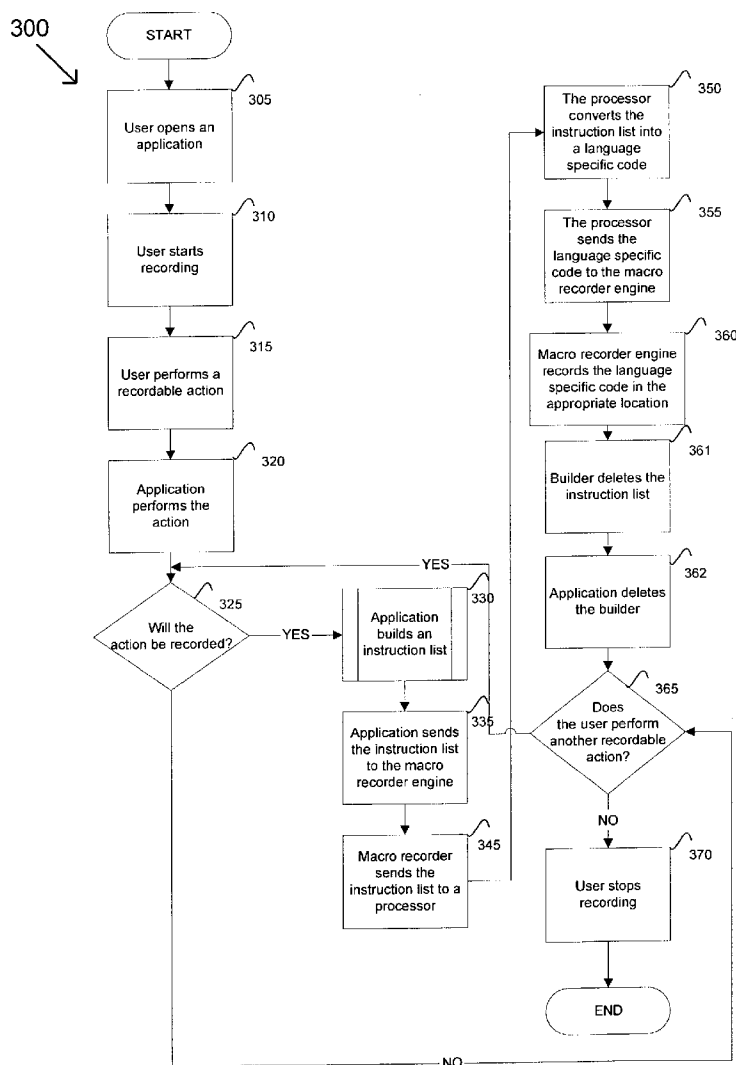 300
START
305
User opens an
application
310
User starts
recording
315
User performs a
recordable action
320
Application
performs the
action
325
Will the
action be recorded?
YES
330
Application
builds an
instruction list
335
Application sends
the instruction list
to the macro
recorder engine
345
Macro recorder
sends the
instruction list to a
processor
350
The processor
converts the
instruction list into
a language
specific code
355
The processor
sends the
language specific
code to the macro
recorder engine
360
Macro recorder engine
records the language
specific code in the
appropriate location
361
Builder deletes the
instruction list
362
Application deletes
the builder
365
Does
the user perform
another recordable
action?
YES
NO
370
User stops
recording
END
NO